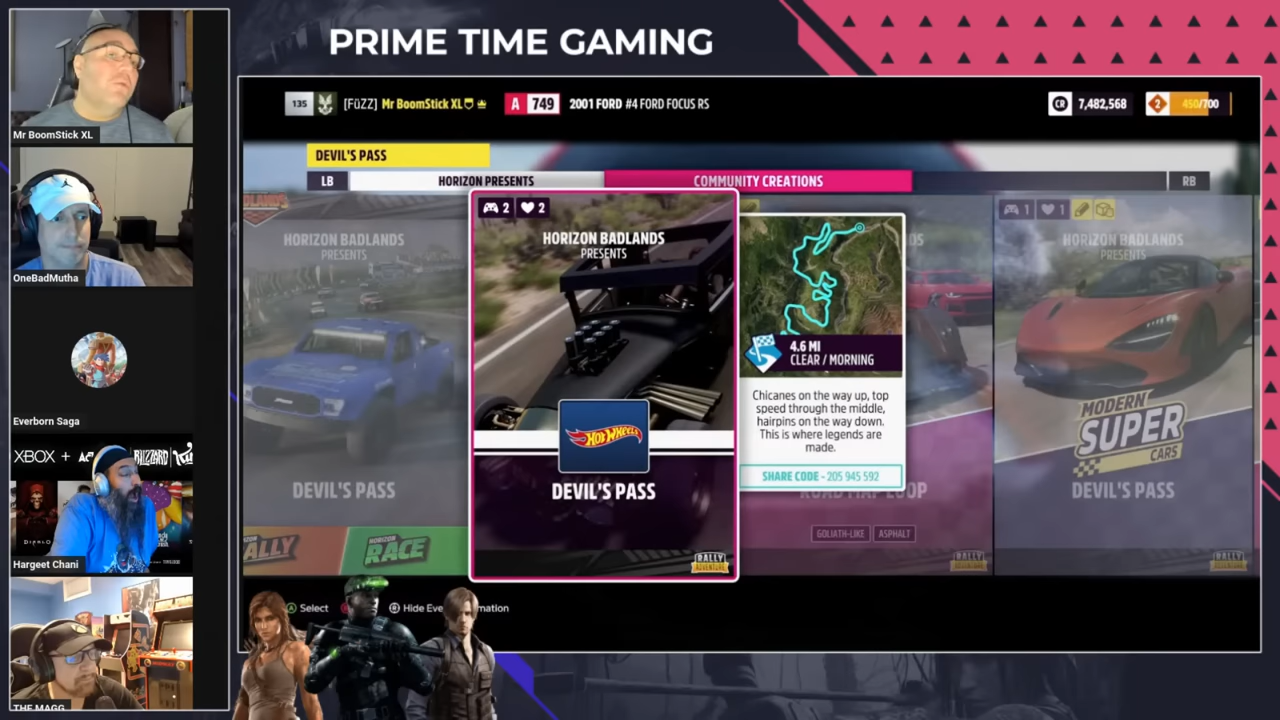 PRIME TIME GAMING
Mr BoomStick XL
OneBadMutha
Everborn Saga
XBOX +
BLIZZARD
DIABLO
Hargeet Chani
THE MAGG
135
[FüZZ] Mr BoomStick XL
A 749
2001 FORD #4 FORD FOCUS RS
CR 7,482,568
2 450/700
DEVIL'S PASS
LB
HORIZON PRESENTS
COMMUNITY CREATIONS
RB
HORIZON BADLANDS
DEVIL'S PASS
HORIZON
RACE
2 2
HORIZON BADLANDS
PRESENTS
HOT WHEELS
DEVIL'S PASS
RALLY
ADVENTURE
4.6 MI
CLEAR / MORNING
Chicanes on the way up, top
speed through the middle,
hairpins on the way down.
This is where legends are
made.
SHARE CODE - 205 945 592
GOLIATH-LIKE
ASPHALT
1 1
HORIZON BADLANDS
PRESENTS
MODERN
SUPER
CARS
DEVIL'S PASS
A Select
Hide Eve
mation